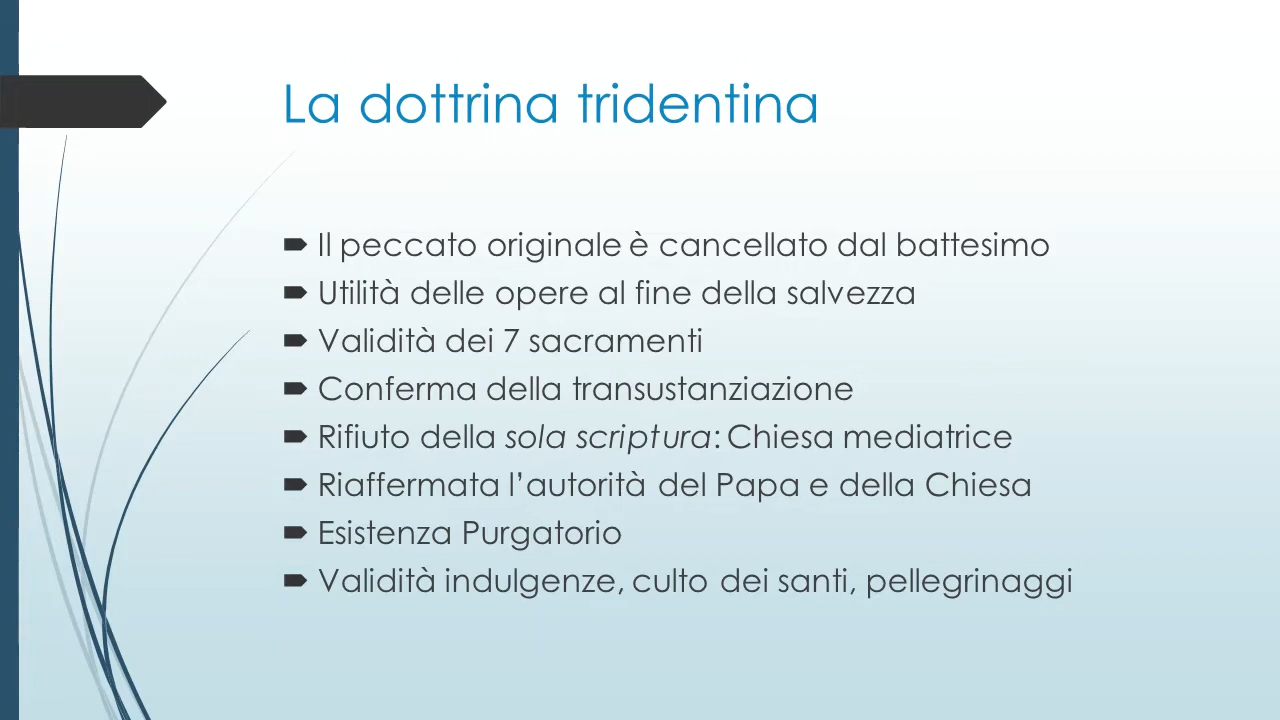 La dottrina tridentina
Il peccato originale è cancellato dal battesimo
Utilità delle opere al fine della salvezza
Validità dei 7 sacramenti
Conferma della transustanziazione
Rifiuto della sola scriptura: Chiesa mediatrice
Riaffermata l’autorità del Papa e della Chiesa
Esistenza Purgatorio
Validità indulgenze, culto dei santi, pellegrinaggi